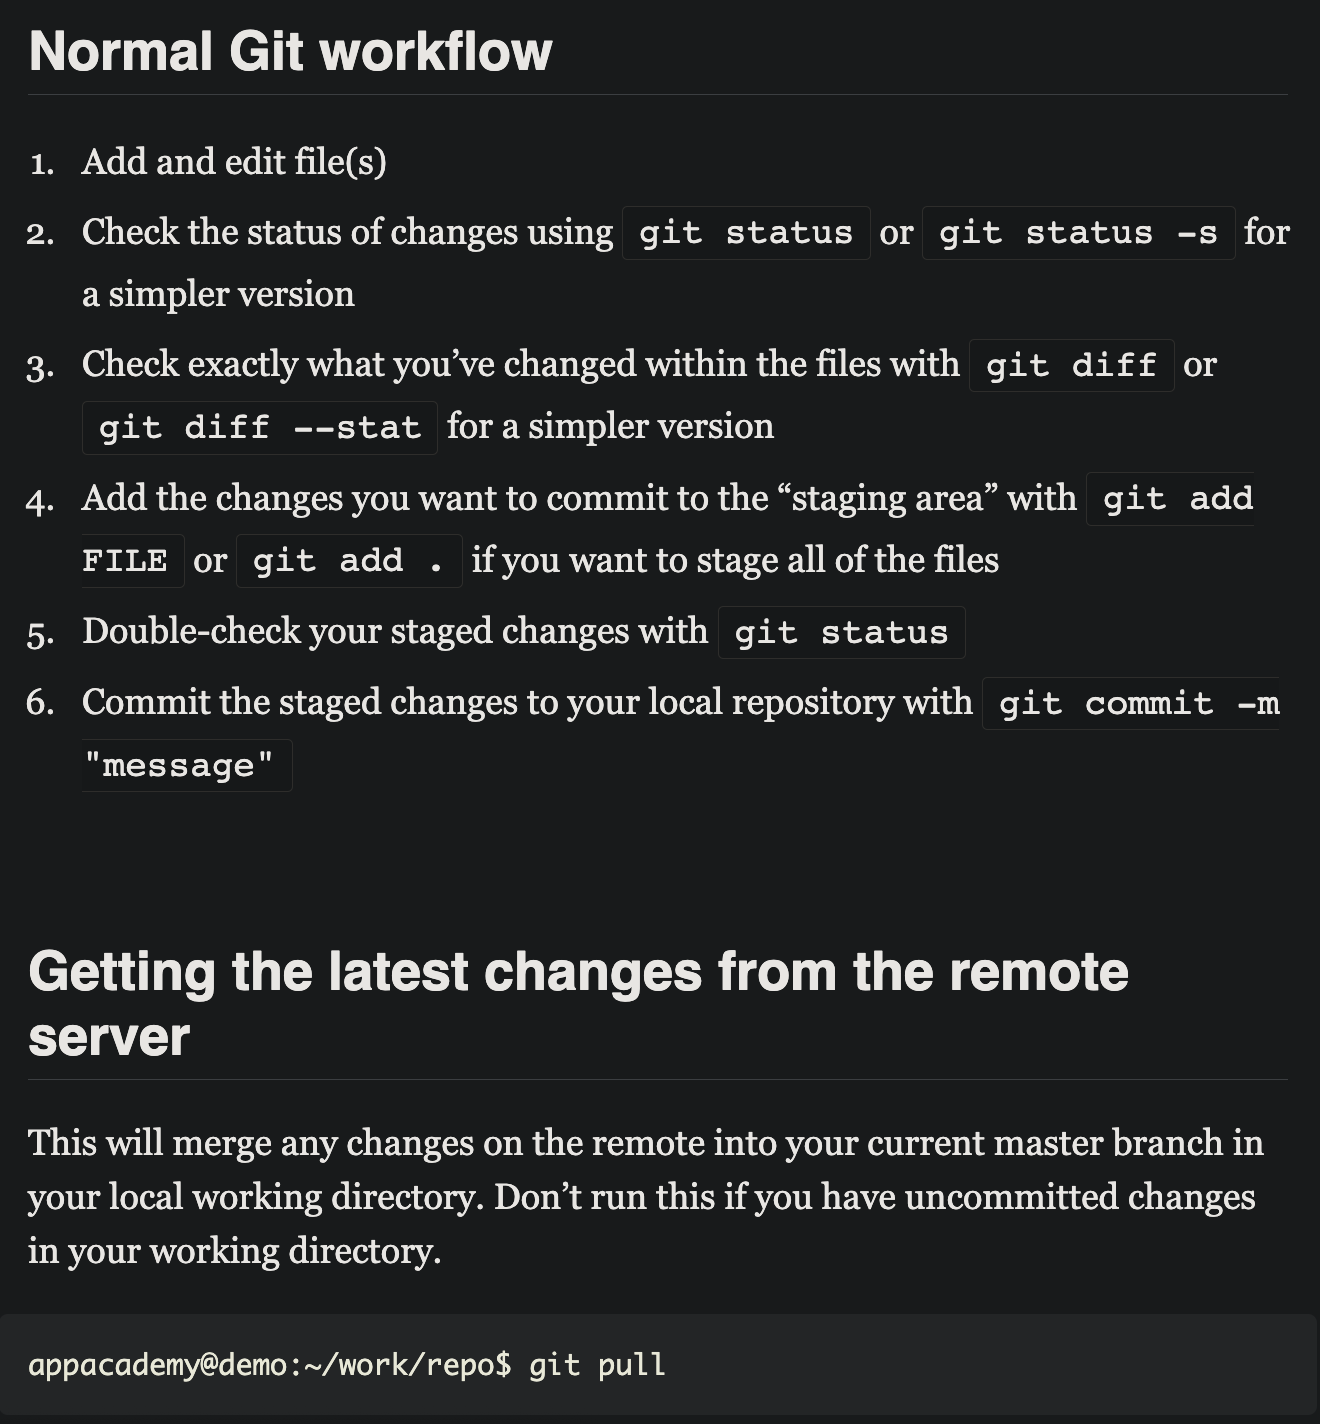 Normal Git workflow
1. Add and edit file(s)
2. Check the status of changes using git status or git status -s for
a simpler version
3. Check exactly what you’ve changed within the files with git diff or
git diff --stat for a simpler version
4. Add the changes you want to commit to the “staging area” with git add
FILE or git add . if you want to stage all of the files
5. Double-check your staged changes with git status
6. Commit the staged changes to your local repository with git commit -m
"message"
Getting the latest changes from the remote
server
This will merge any changes on the remote into your current master branch in
your local working directory. Don’t run this if you have uncommitted changes
in your working directory.
appacademy@demo:~/work/repo$ git pull